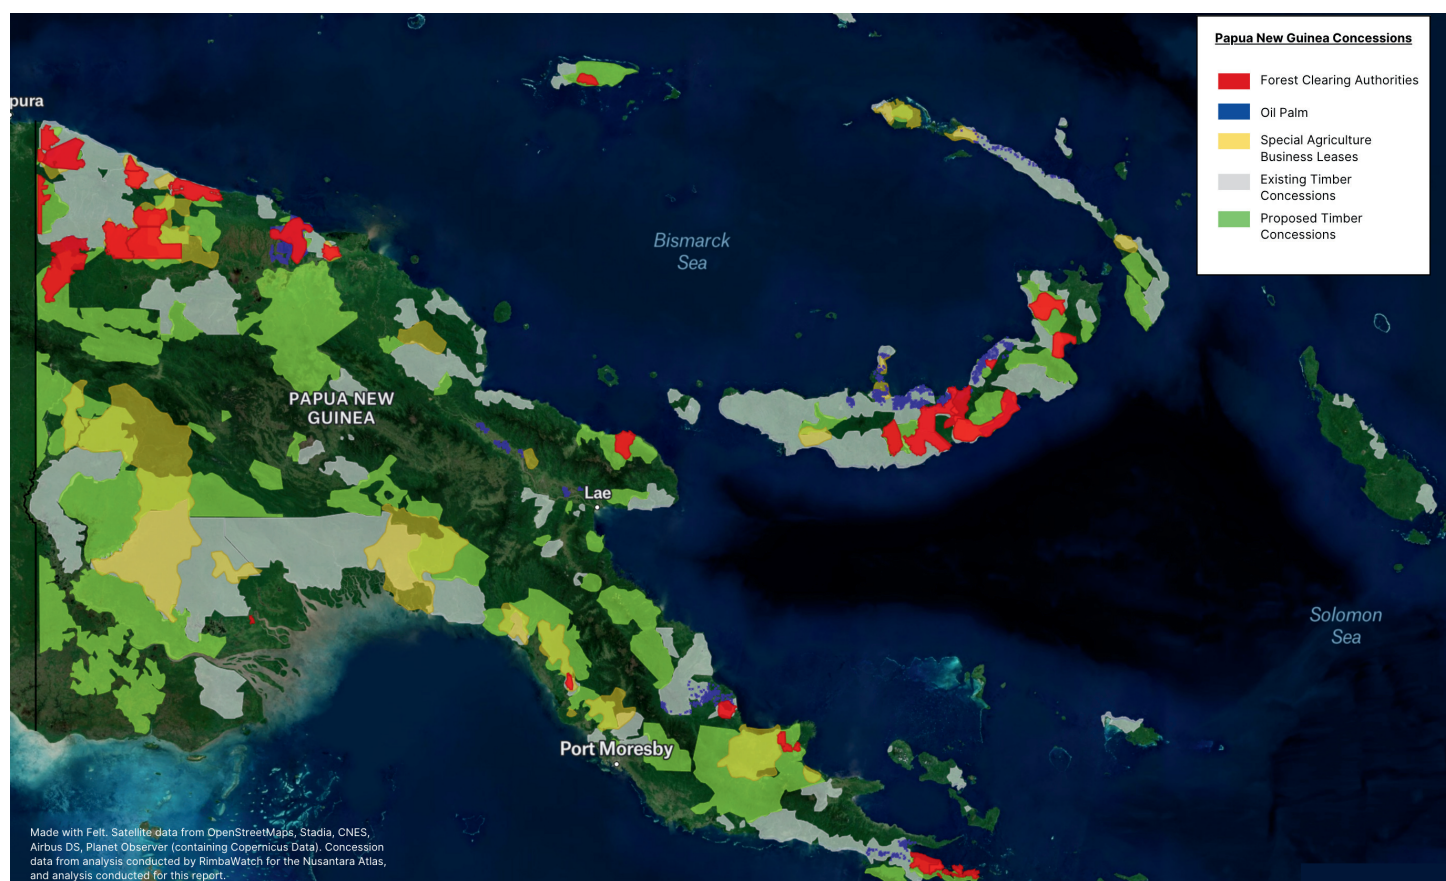 Papua New Guinea Concessions
Forest Clearing Authorities
Oil Palm
Special Agriculture
Business Leases
Existing Timber
Concessions
Proposed Timber
Concessions
pura
Bismarck
Sea
PAPUA NEW
GUINEA
Lae
Solomon
Sea
Port Moresby
Made with Felt. Satellite data from OpenStreetMaps, Stadia, CNES,
Airbus DS, Planet Observer (containing Copernicus Data). Concession
data from analysis conducted by RimbaWatch for the Nusantara Atlas,
and analysis conducted for this report.